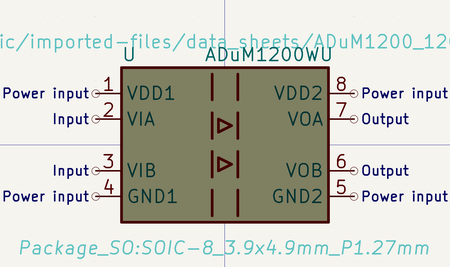 ic/imported-files/data_sheets/ADuM1200_120
U ADuM1200WU
Power input 1 VDD1 VDD2 8 Power input
Input 2 VIA VOA 7 Output
Input 3 VIB VOB 6 Output
Power input 4 GND1 GND2 5 Power input
Package_SO:SOIC-8_3.9x4.9mm_P1.27mm